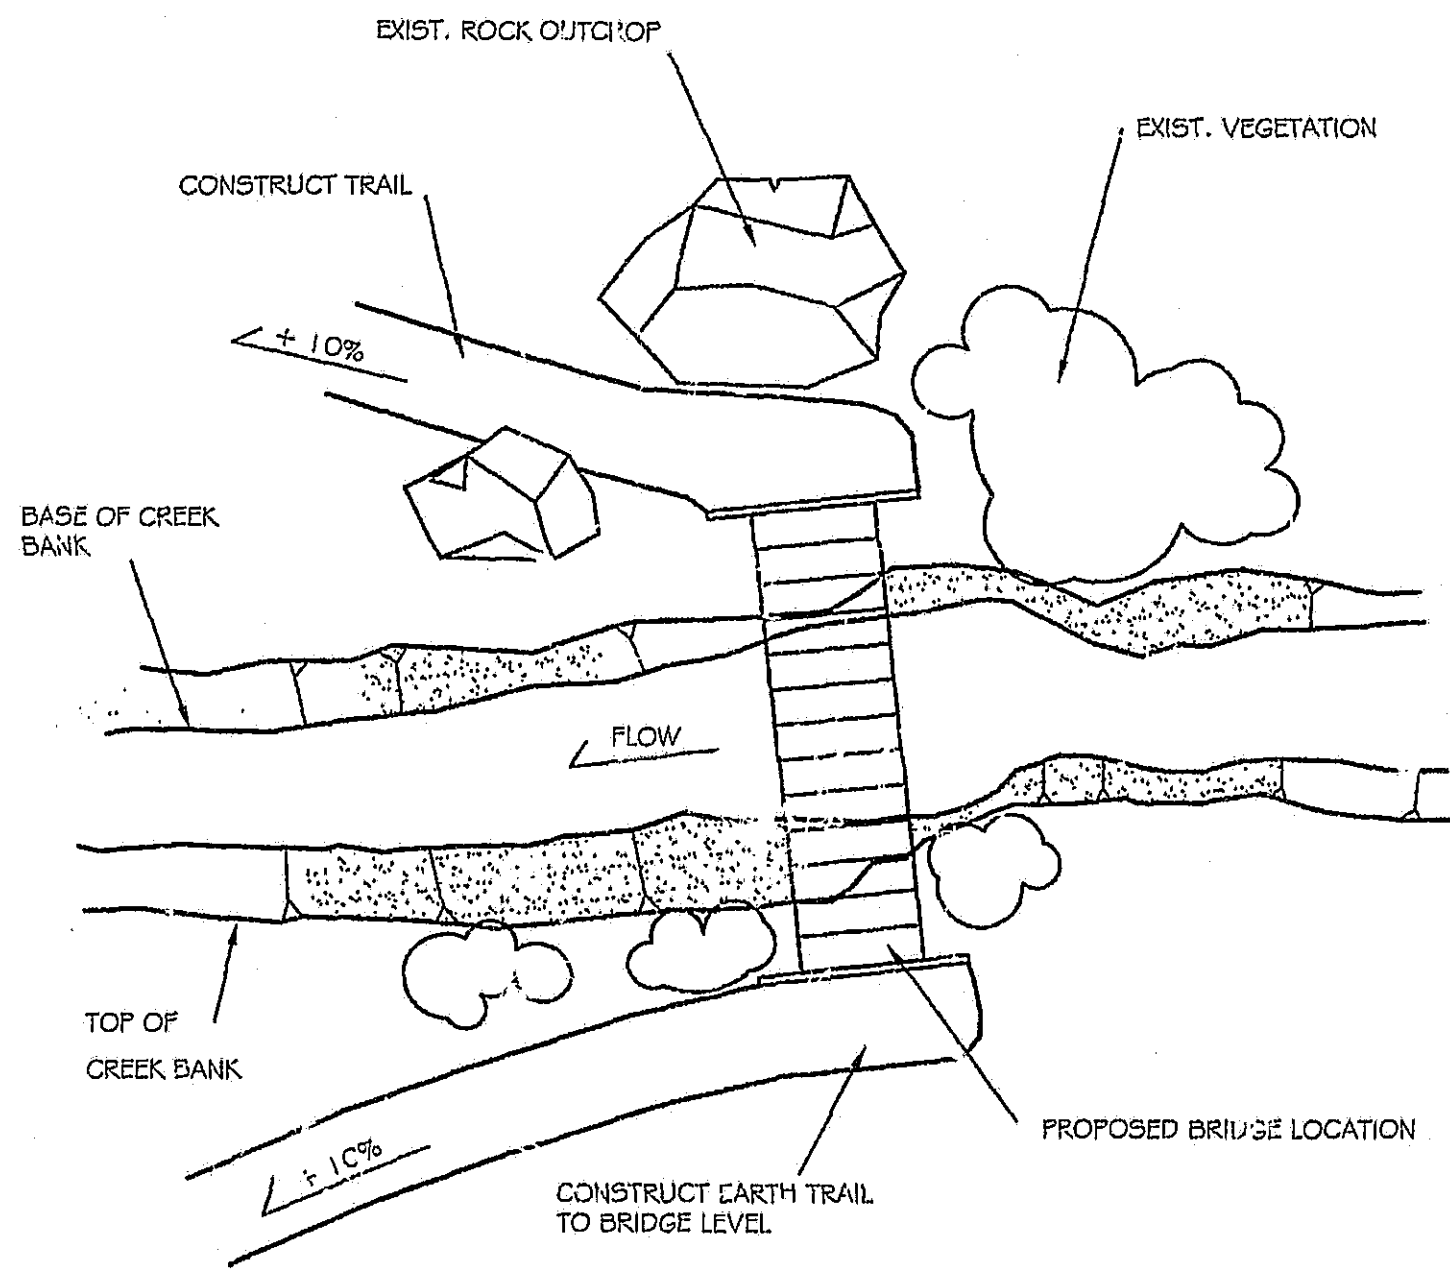 EXIST. ROCK OUTCROP
EXIST. VEGETATION
CONSTRUCT TRAIL
+ 10%
BASE OF CREEK
BANK
FLOW
TOP OF
CREEK BANK
PROPOSED BRIDGE LOCATION
+ 10%
CONSTRUCT EARTH TRAIL
TO BRIDGE LEVEL